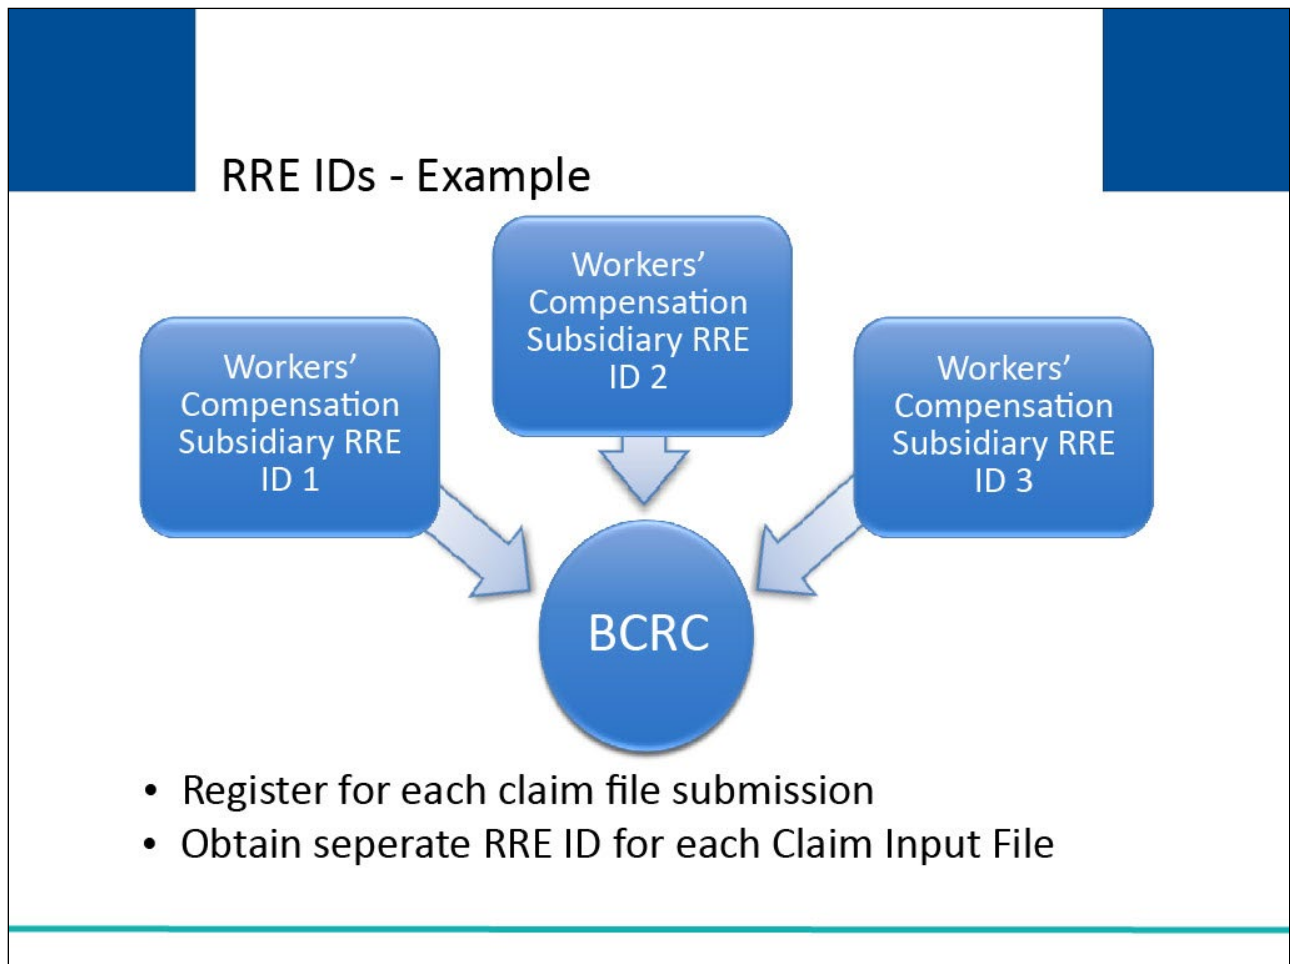 RRE IDs - Example
Workers’
Compensation
Subsidiary RRE
ID 1
Workers’
Compensation
Subsidiary RRE
ID 2
Workers’
Compensation
Subsidiary RRE
ID 3
BCRC
• Register for each claim file submission
• Obtain seperate RRE ID for each Claim Input File